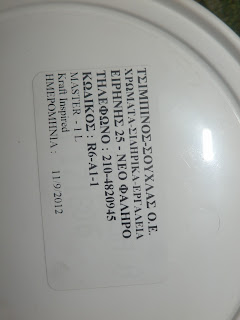 ΤΣΙΜΠΙΝΟΣ-ΣΟΥΧΛΑΣ Ο.Ε.
ΧΡΩΜΑΤΑ-ΣΙΔΗΡΙΚΑ-ΕΡΓΑΛΕΙΑ
ΕΙΡΗΝΗΣ 25 - ΝΕΟ ΦΑΛΗΡΟ
ΤΗΛΕΦΩΝΟ : 210-4820945
ΚΩΔΙΚΟΣ : R6-A1-1
MASTER - 1 L
Kraft Inspired
ΗΜΕΡΟΜΗΝΙΑ : 11/9/2012